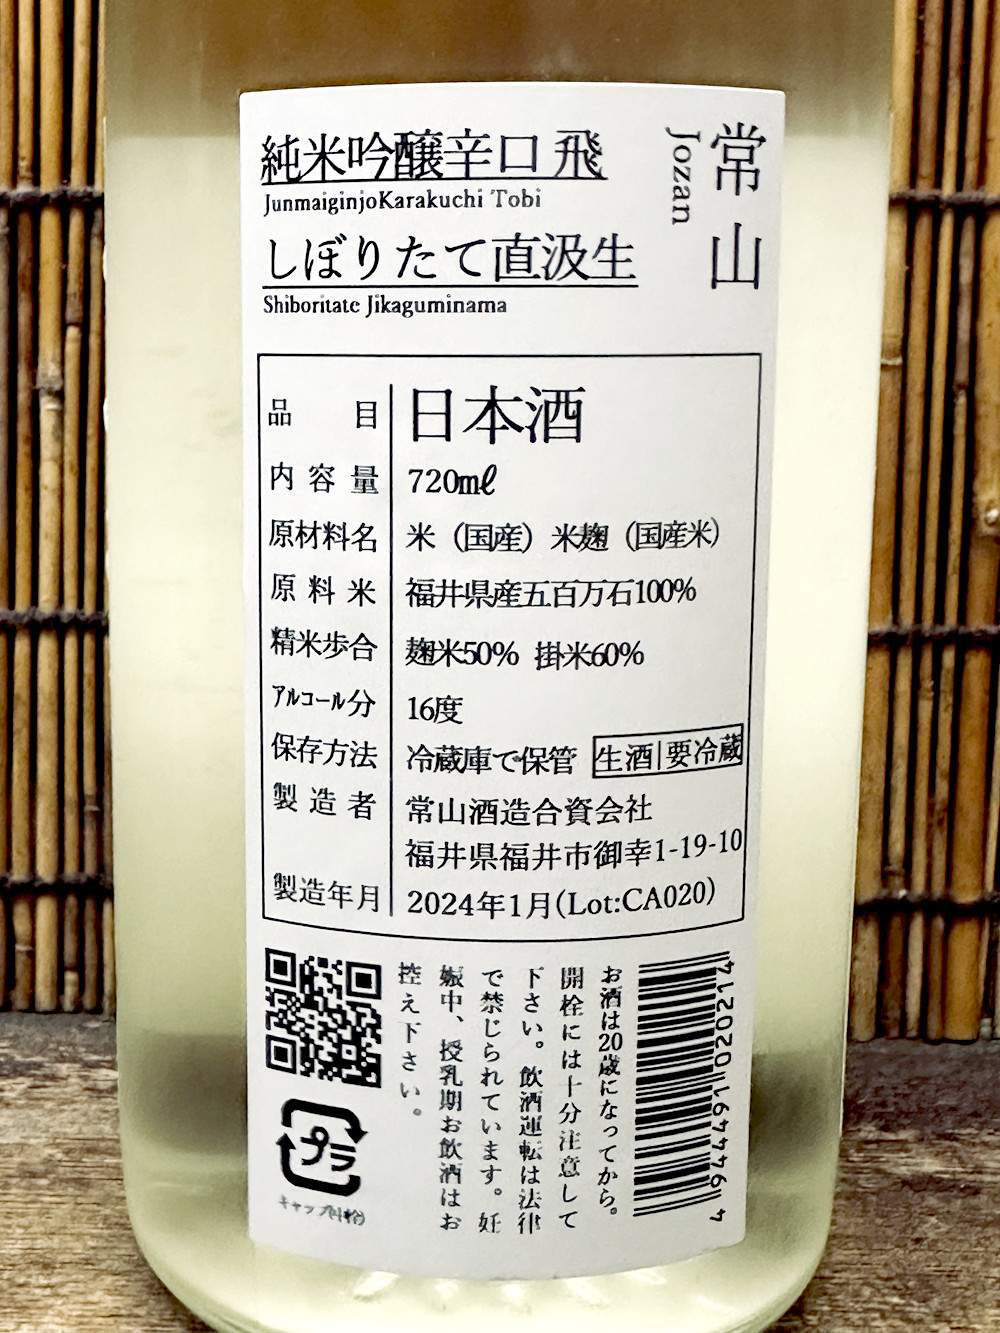 常山
Jozan
純米吟醸辛口 飛
JunmaiginjoKarakuchi Tobi
しぼりたて直汲生
Shiboritate Jikaguminama
品目 日本酒
内容量 720mℓ
原材料名 米（国産）米麹（国産米）
原料米 福井県産五百万石100%
精米歩合 麹米50% 掛米60%
アルコール分 16度
保存方法 冷蔵庫で保管 生酒|要冷蔵
製造者 常山酒造合資会社
福井県福井市御幸1-19-10
製造年月 2024年1月(Lot:CA020)
お酒は20歳になってから。
開栓には十分注意して
下さい。飲酒運転は法律
で禁じられています。妊
娠中、授乳期お飲酒はお
控え下さい。
4 944491 020214
プラ
キャップ(中栓)